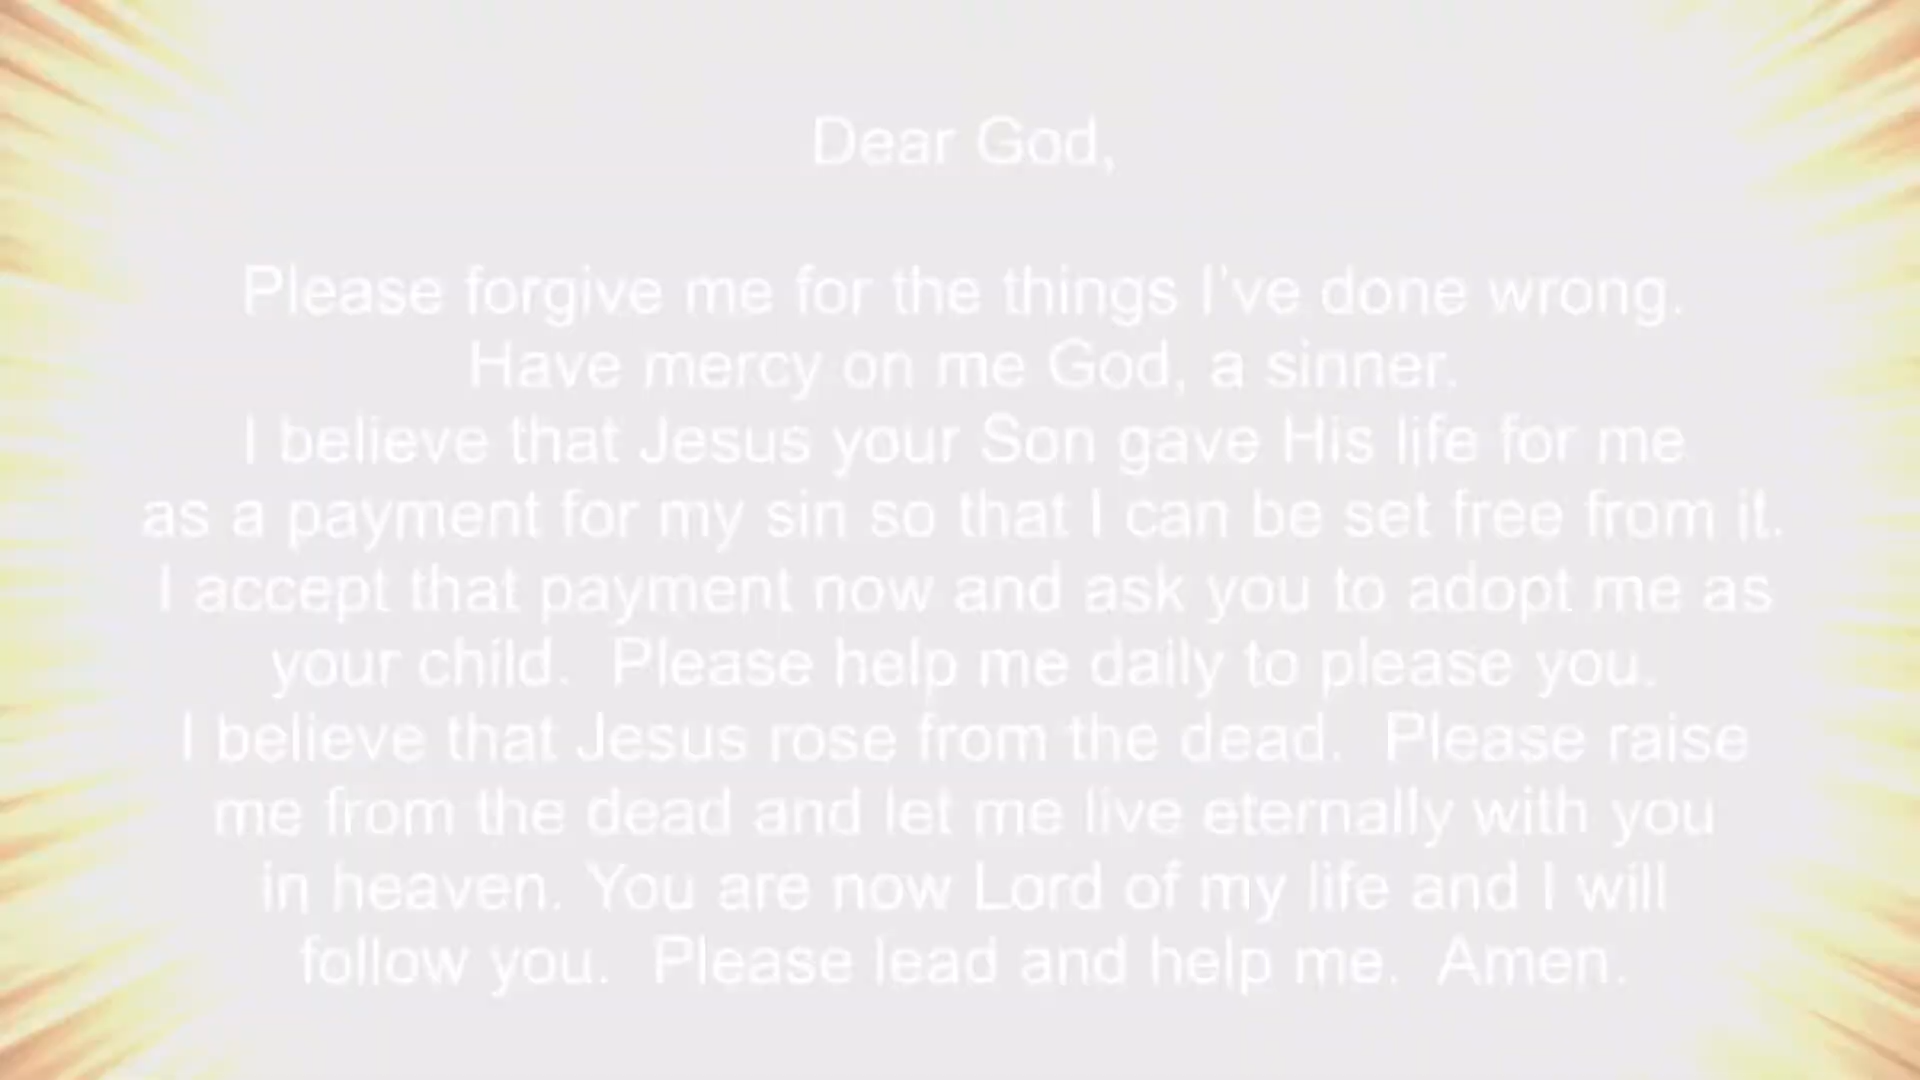 Dear God,
Please forgive me for the things I've done wrong.
Have mercy on me God, a sinner.
I believe that Jesus your Son gave His life for me
as a payment for my sin so that I can be set free from it.
I accept that payment now and ask you to adopt me as
your child.  Please help me daily to please you.
I believe that Jesus rose from the dead.  Please raise
me from the dead and let me live eternally with you
in heaven. You are now Lord of my life and I will
follow you.  Please lead and help me.  Amen.